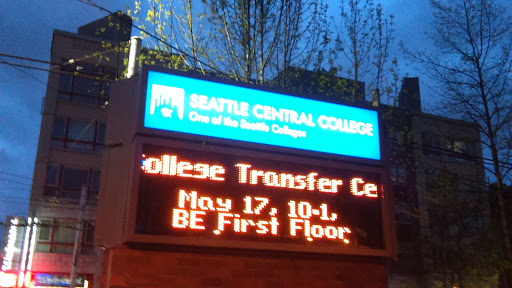 SEATTLE CENTRAL COLLEGE
One of the Seattle Colleges
ollege Transfer Ce
May 17, 10-1,
BE First Floor